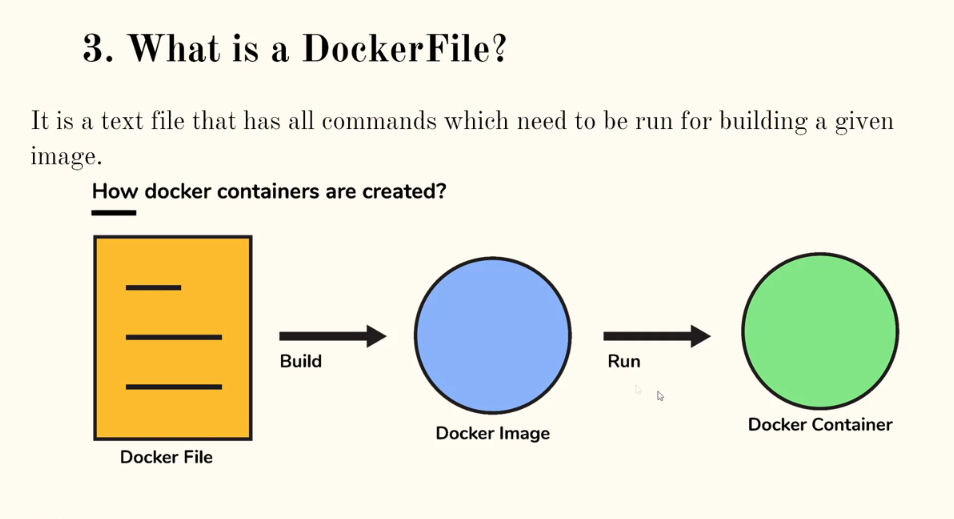 3. What is a DockerFile?
It is a text file that has all commands which need to be run for building a given
image.
How docker containers are created?
Build
Run
Docker File
Docker Image
Docker Container